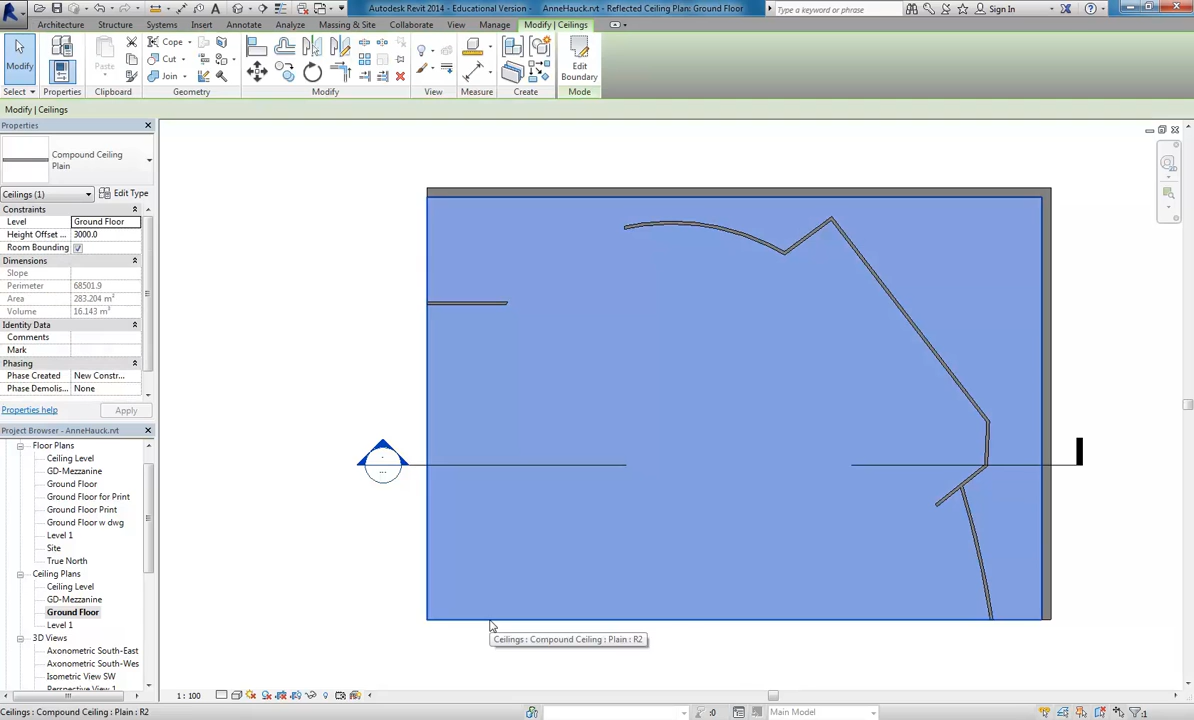 Autodesk Revit 2014 - Educational Version - AnneHauck.rvt - Reflected Ceiling Plan: Ground Floor
Type a keyword or phrase
Sign In
Architecture Structure Systems Insert Annotate Analyze Massing & Site Collaborate View Manage Modify | Ceilings
Modify
Paste
Cope
Cut
Join
Edit
Boundary
Select Properties Clipboard Geometry Modify View Measure Create Mode
Modify | Ceilings
Properties
Compound Ceiling
Plain
Ceilings (1)
Edit Type
Constraints
Level Ground Floor
Height Offset ... 3000.0
Room Bounding
Dimensions
Slope
Perimeter 68501.9
Area 283.204 m²
Volume 16.143 m³
Identity Data
Comments
Mark
Phasing
Phase Created New Constr...
Phase Demolis... None
Properties help
Apply
Project Browser - AnneHauck.rvt
Floor Plans
Ceiling Level
GD-Mezzanine
Ground Floor
Ground Floor for Print
Ground Floor Print
Ground Floor w dwg
Level 1
Site
True North
Ceiling Plans
Ceiling Level
GD-Mezzanine
Ground Floor
Level 1
3D Views
Axonometric South-East
Axonometric South-Wes
Isometric View SW
Perspective View 1
Ceilings : Compound Ceiling : Plain : R2
1 : 100
Ceilings : Compound Ceiling : Plain : R2
:0
Main Model
:1